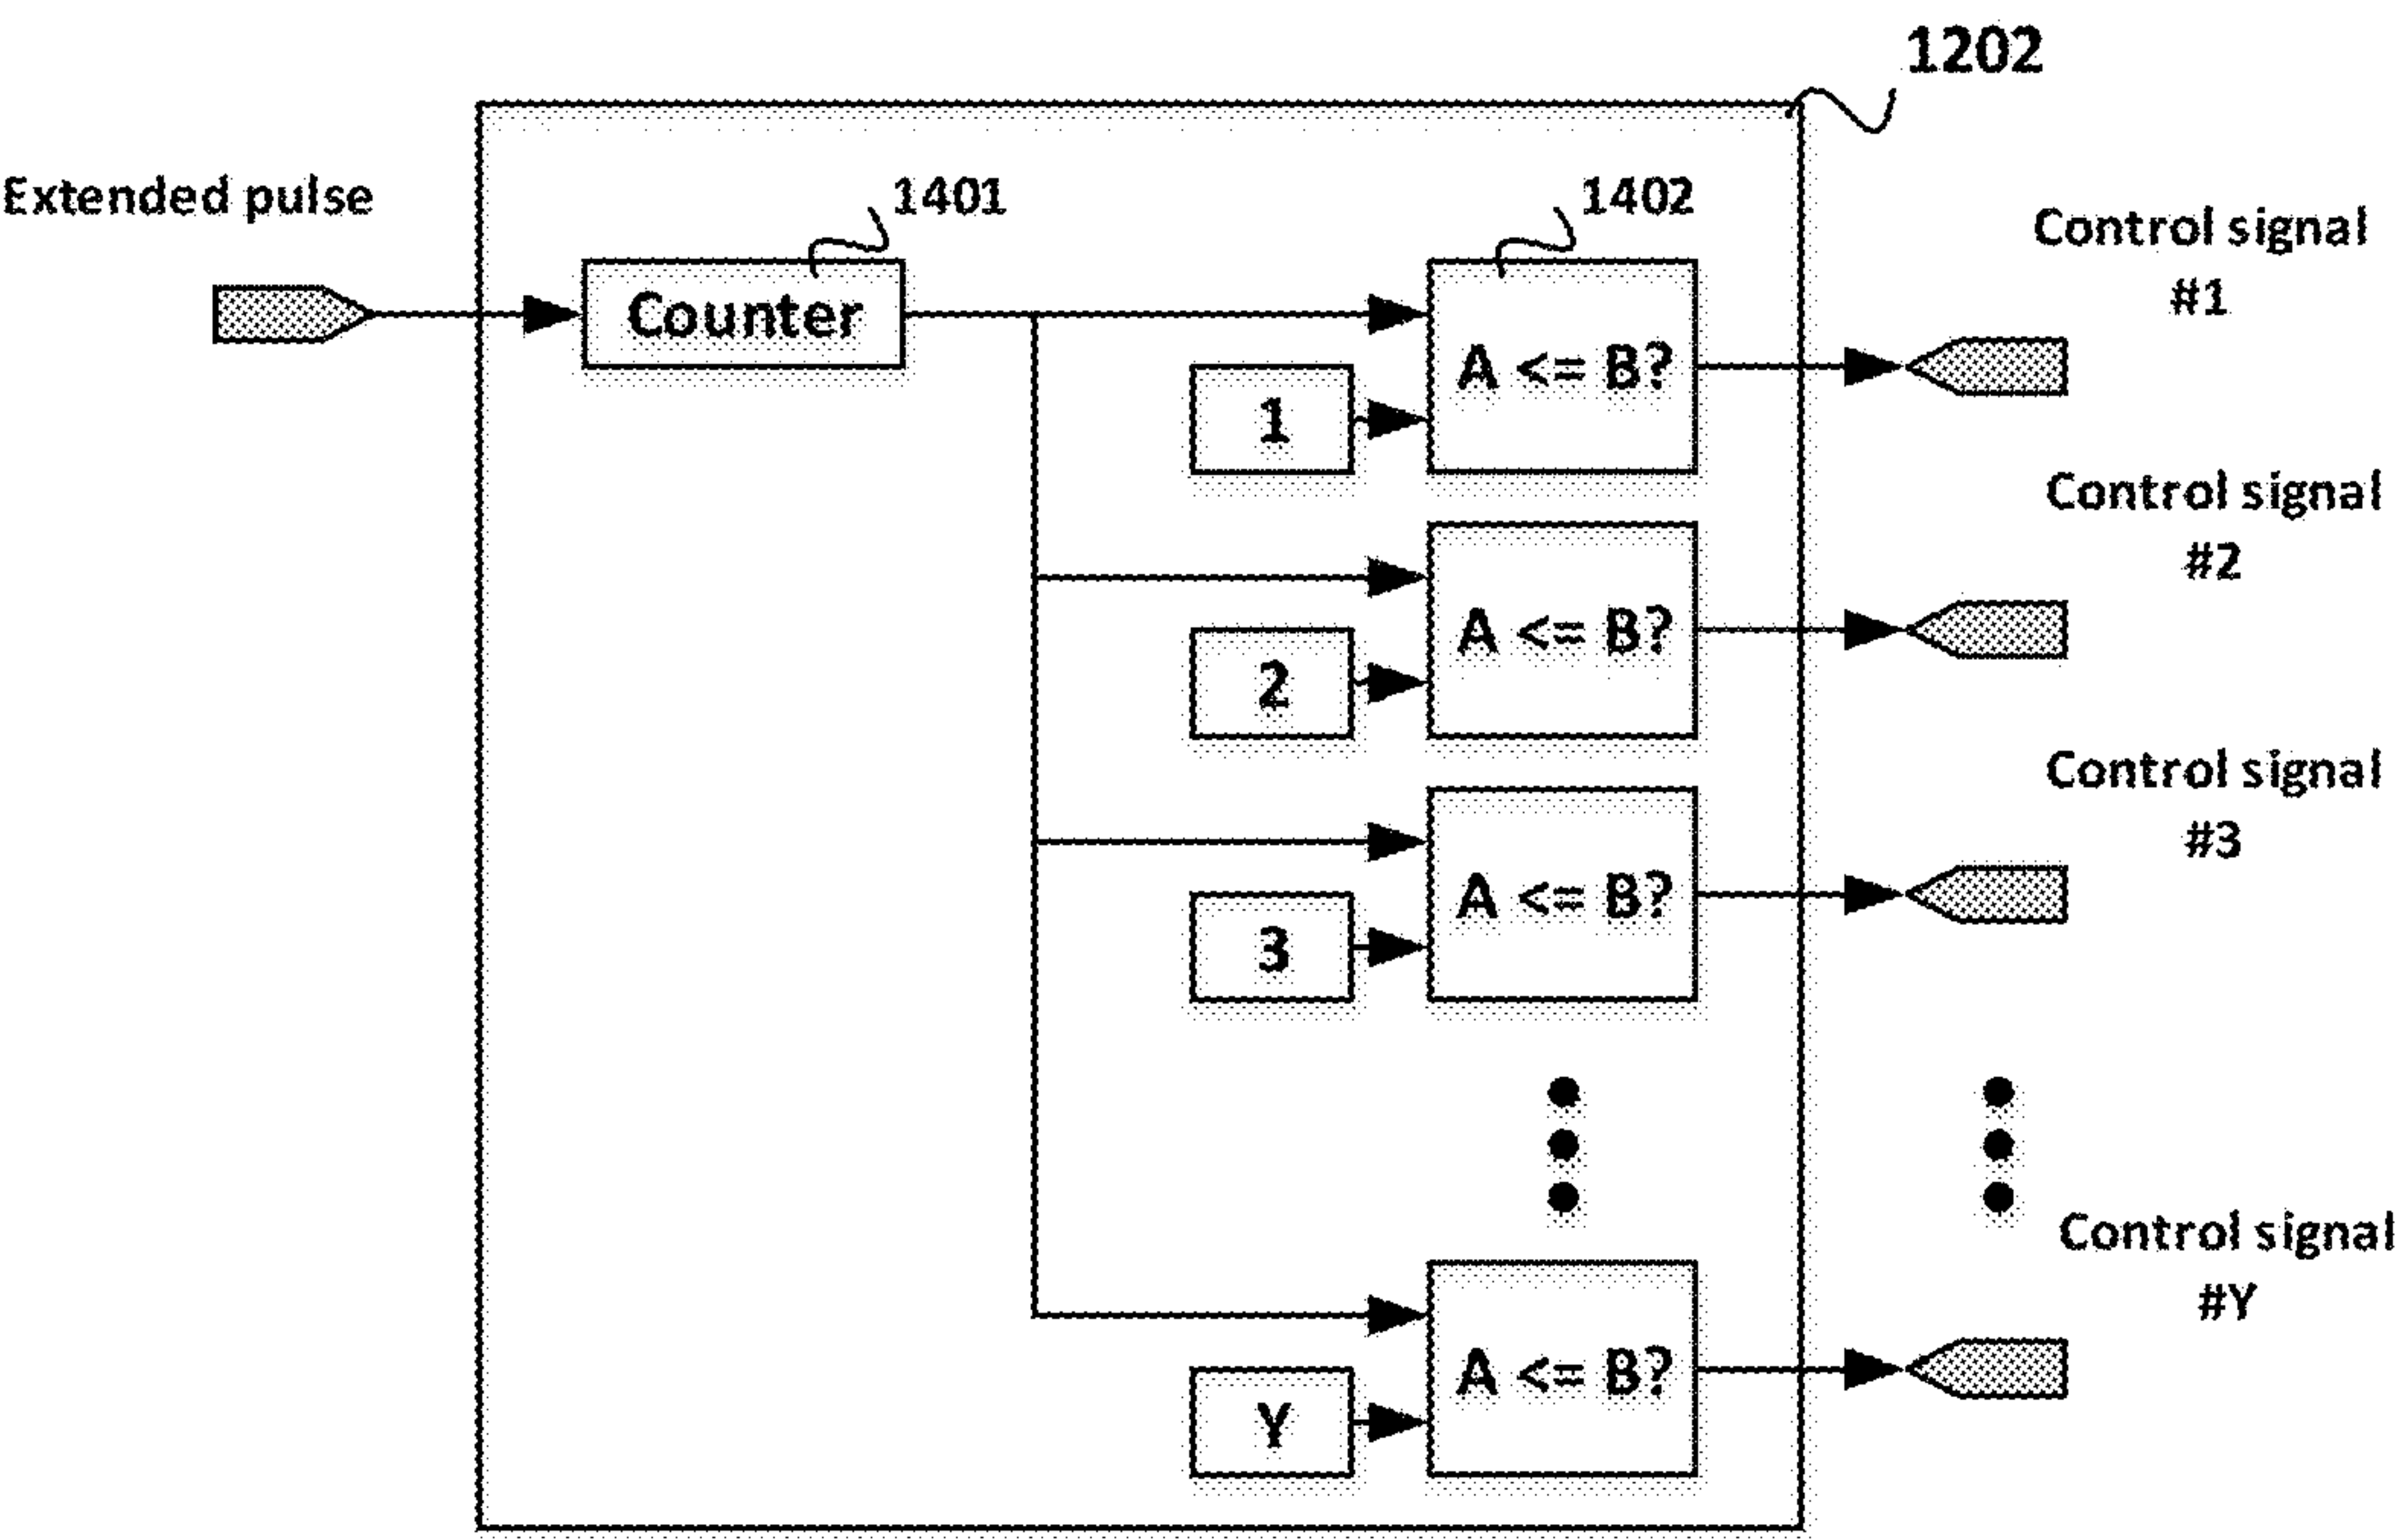 1202
Extended pulse
1401
1402
Control signal
#1
Counter
A <= B?
1
Control signal
#2
A <= B?
2
Control signal
#3
A <= B?
3
Control signal
#Y
A <= B?
Y